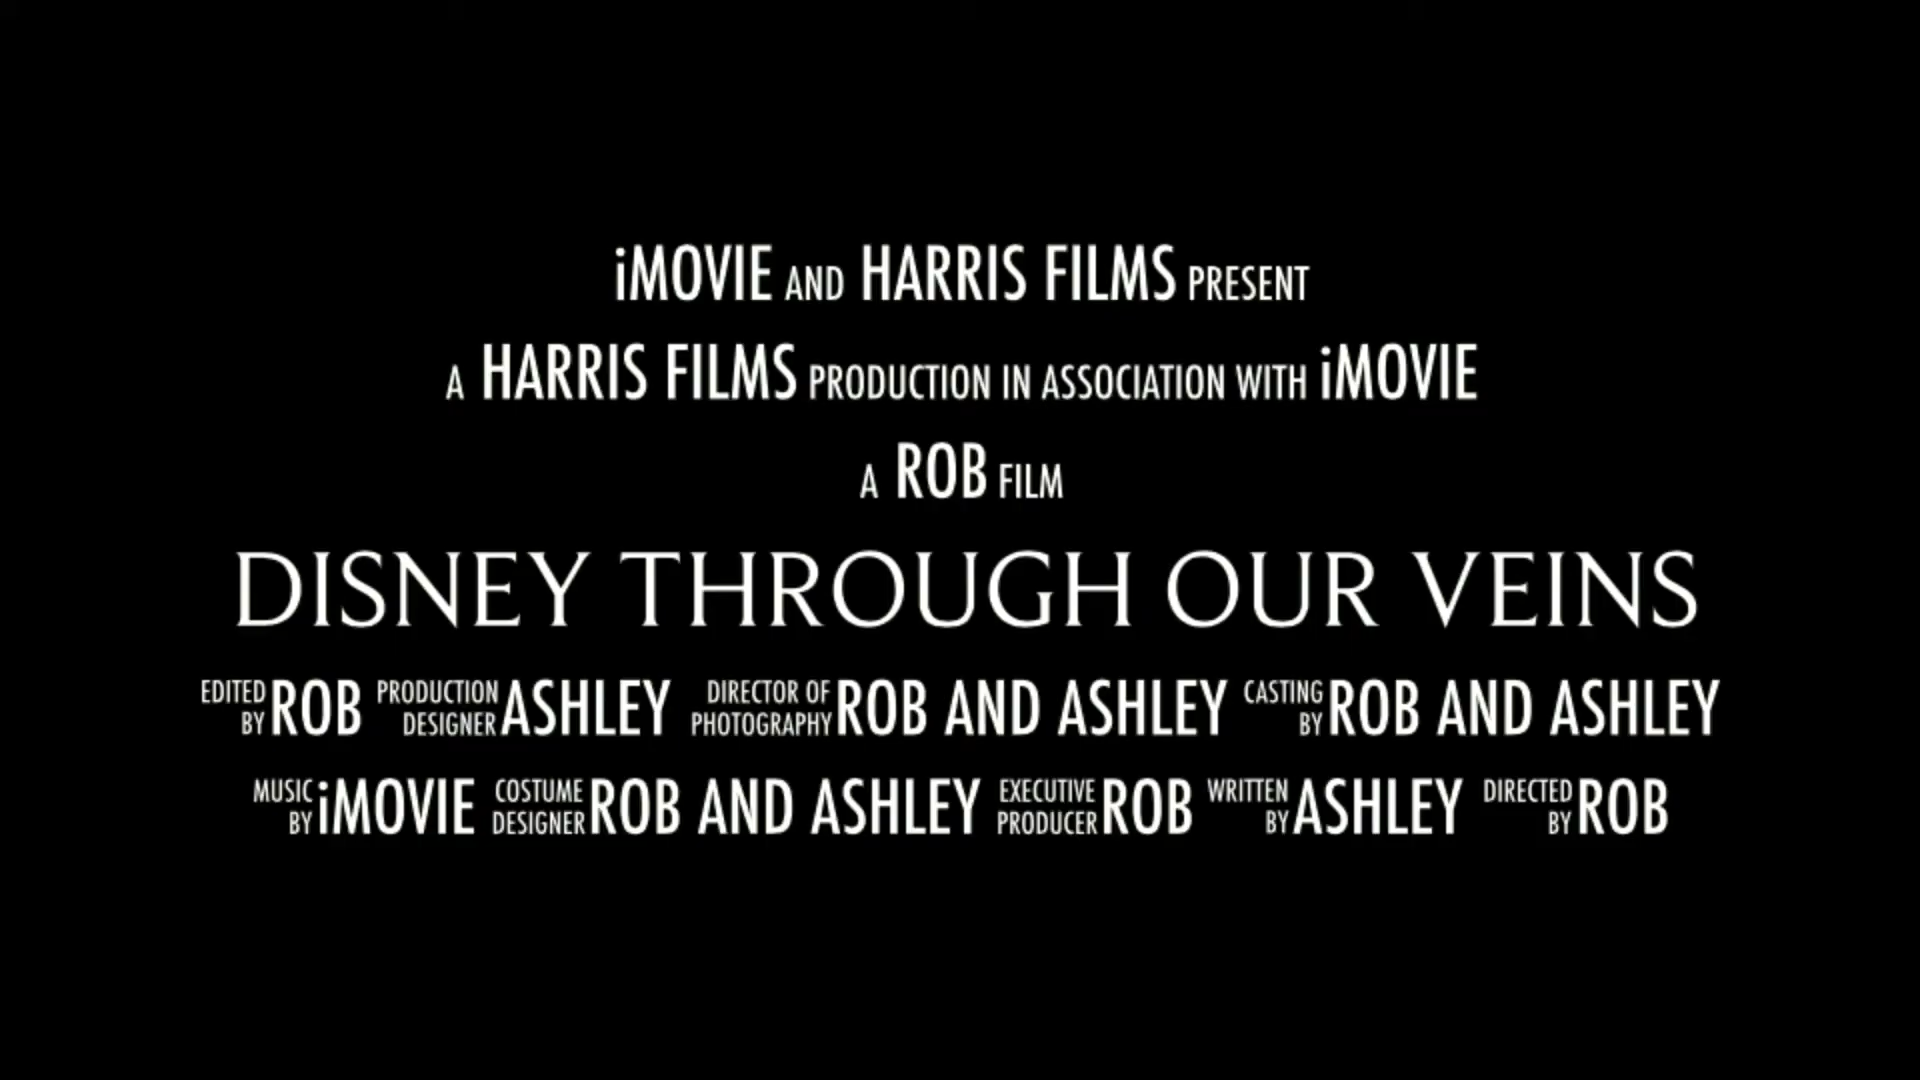 iMOVIE AND HARRIS FILMS PRESENT
A HARRIS FILMS PRODUCTION IN ASSOCIATION WITH iMOVIE
A ROB FILM
DISNEY THROUGH OUR VEINS
EDITED BY ROB PRODUCTION DESIGNER ASHLEY DIRECTOR OF PHOTOGRAPHY ROB AND ASHLEY CASTING BY ROB AND ASHLEY
MUSIC BY iMOVIE COSTUME DESIGNER ROB AND ASHLEY EXECUTIVE PRODUCER ROB WRITTEN BY ASHLEY DIRECTED BY ROB